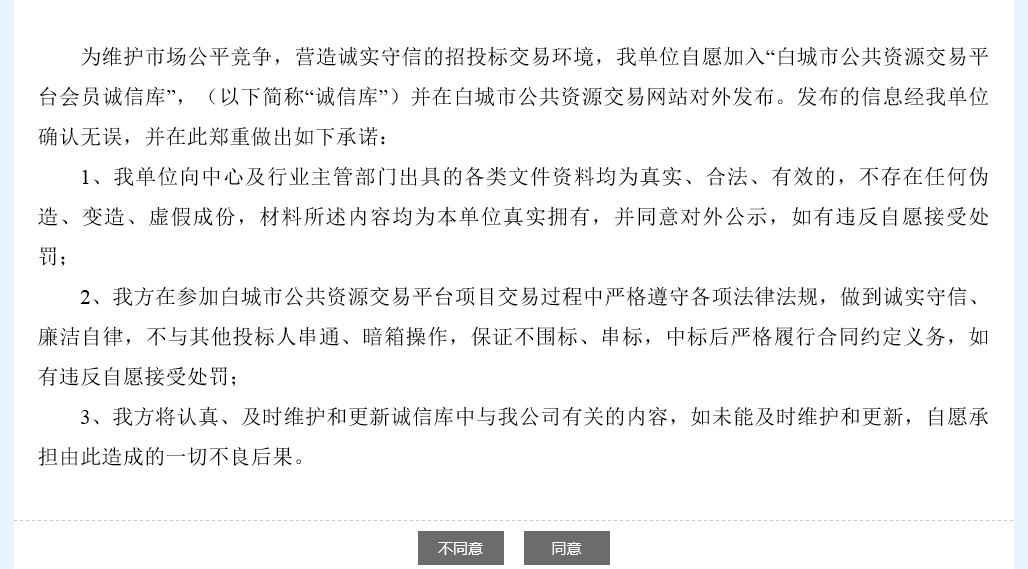 为维护市场公平竞争，营造诚实守信的招投标交易环境，我单位自愿加入“白城市公共资源交易平
台会员诚信库”，（以下简称“诚信库”）并在白城市公共资源交易网站对外发布。发布的信息经我单位
确认无误，并在此郑重做出如下承诺：
1、我单位向中心及行业主管部门出具的各类文件资料均为真实、合法、有效的，不存在任何伪
造、变造、虚假成份，材料所述内容均为本单位真实拥有，并同意对外公示，如有违反自愿接受处
罚；
2、我方在参加白城市公共资源交易平台项目交易过程中严格遵守各项法律法规，做到诚实守信、
廉洁自律，不与其他投标人串通、暗箱操作，保证不围标、串标，中标后严格履行合同约定义务，如
有违反自愿接受处罚；
3、我方将认真、及时维护和更新诚信库中与我公司有关的内容，如未能及时维护和更新，自愿承
担由此造成的一切不良后果。
不同意 同意